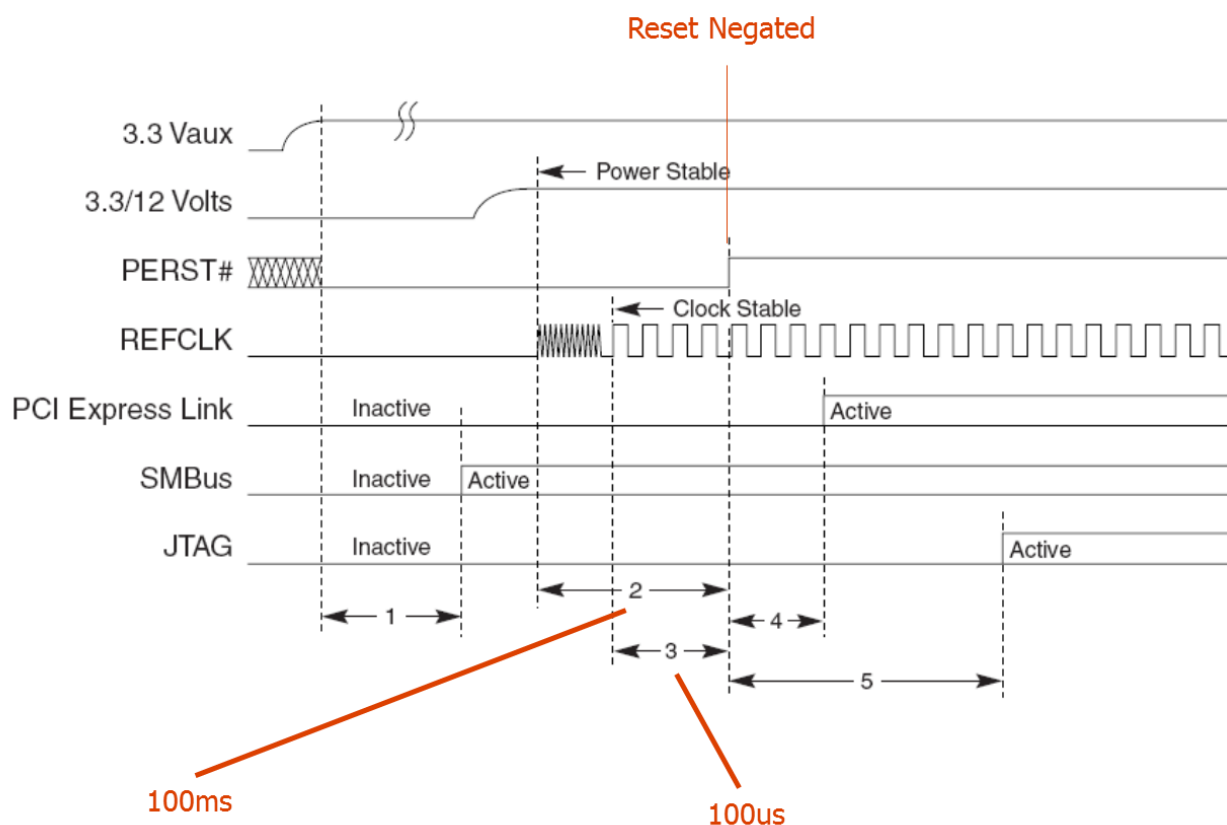 Reset Negated
3.3 Vaux
Power Stable
3.3/12 Volts
PERST#
Clock Stable
REFCLK
PCI Express Link
Inactive
Active
SMBus
Inactive
Active
JTAG
Inactive
Active
2
1
4
3
5
100ms
100us